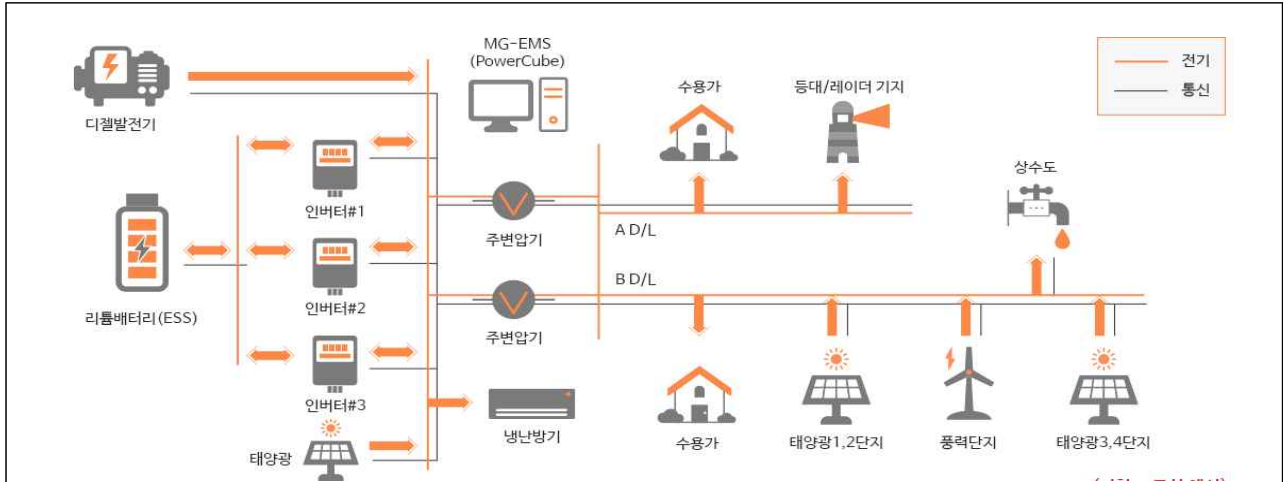 MG-EMS
(PowerCube)
전기
통신
수용가
등대/레이더 기지
디젤발전기
상수도
인버터#1
주변압기
A D/L
인버터#2
B D/L
리튬배터리(ESS)
주변압기
인버터#3
냉난방기
수용가
태양광1,2단지
풍력단지
태양광3,4단지
태양광